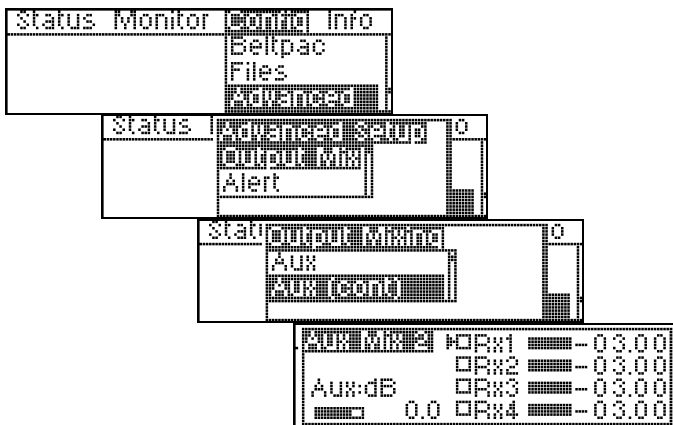 Status Monitor Config Info
Beltpac
Files
Advanced
Status Advanced Setup o
Output Mix
Alert
Stati Output Mixing o
Aux
Aux (cont)
Aux Mix 2 Rx1 -03.00
Rx2 -03.00
Aux:dB Rx3 -03.00
0.0 Rx4 -03.00